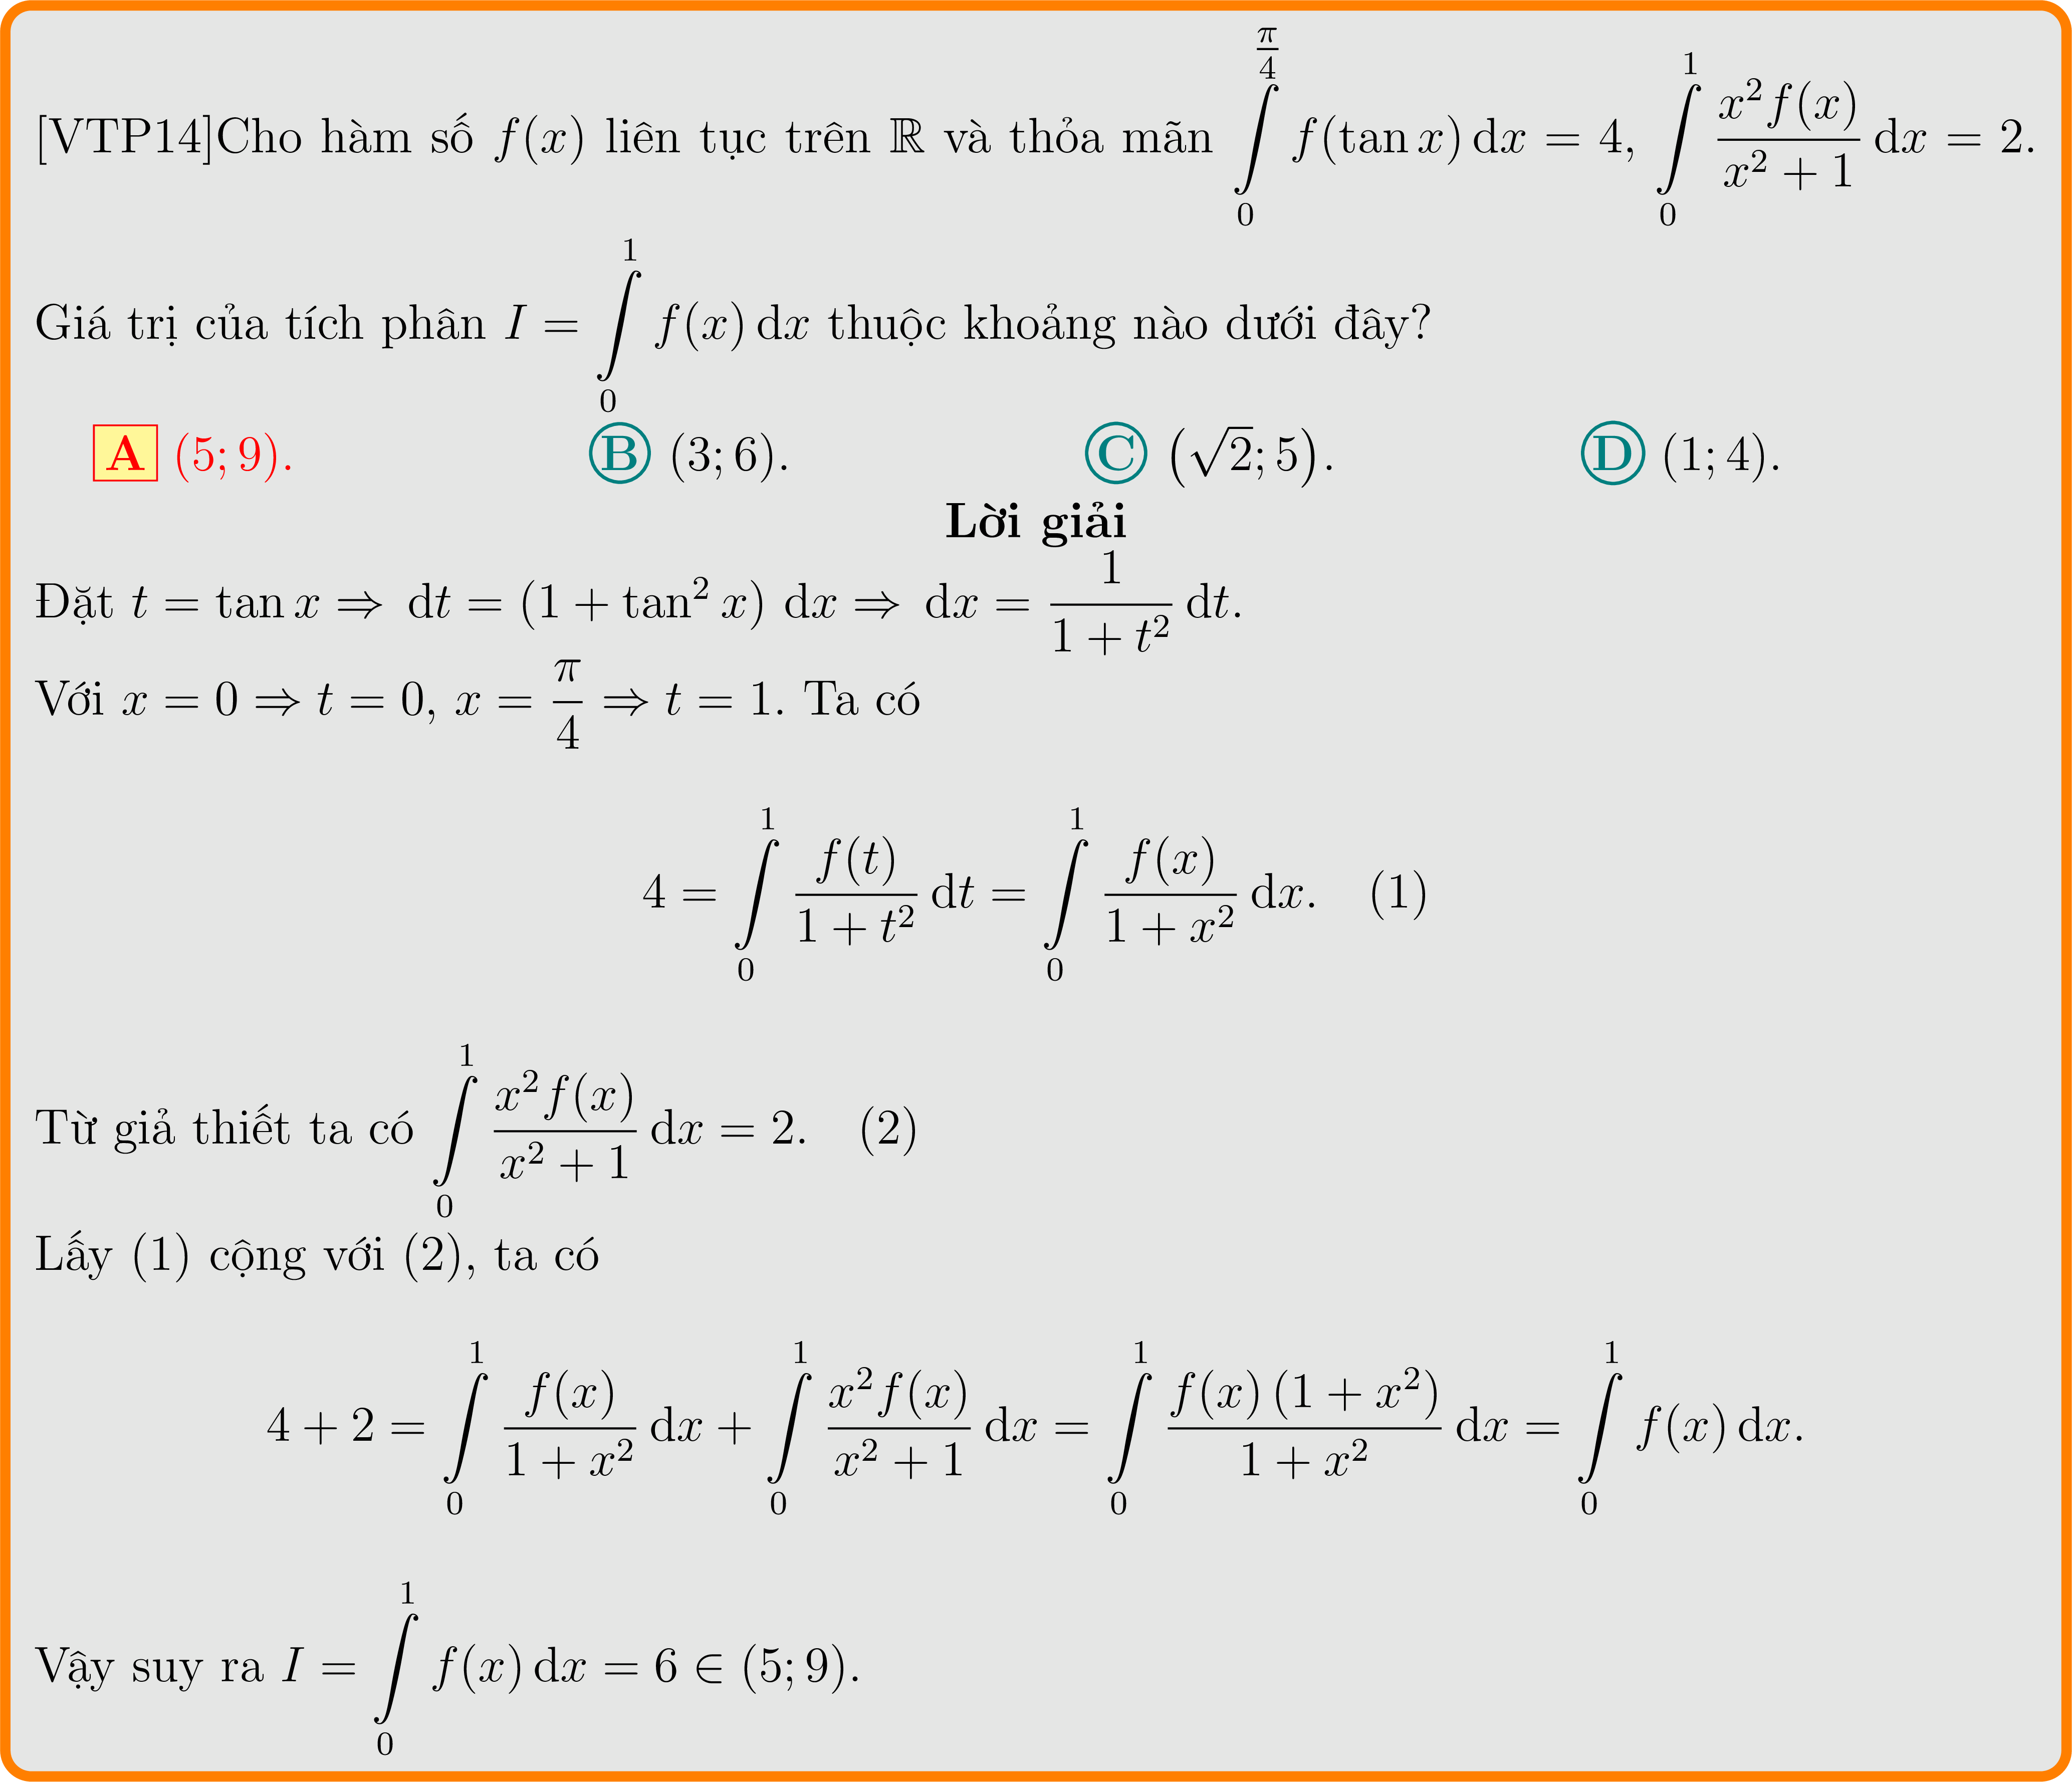 [VTP14]Cho hàm số $f(x)$ liên tục trên $\mathbb{R}$ và thỏa mãn $\int\limits_0^{\frac{\pi}{4}} f(\tan x)\,\mathrm{d}x = 4$, $\int\limits_0^1 \frac{x^2 f(x)}{x^2+1}\,\mathrm{d}x = 2$.
Giá trị của tích phân $I = \int\limits_0^1 f(x)\,\mathrm{d}x$ thuộc khoảng nào dưới đây?
A $(5; 9)$. B $(3; 6)$. C $(\sqrt{2}; 5)$. D $(1; 4)$.
Lời giải
Đặt $t = \tan x \Rightarrow \mathrm{d}t = (1 + \tan^2 x)\,\mathrm{d}x \Rightarrow \mathrm{d}x = \frac{1}{1+t^2}\,\mathrm{d}t$.
Với $x = 0 \Rightarrow t = 0$, $x = \frac{\pi}{4} \Rightarrow t = 1$. Ta có
$4 = \int\limits_0^1 \frac{f(t)}{1+t^2}\,\mathrm{d}t = \int\limits_0^1 \frac{f(x)}{1+x^2}\,\mathrm{d}x. \quad (1)$
Từ giả thiết ta có $\int\limits_0^1 \frac{x^2 f(x)}{x^2+1}\,\mathrm{d}x = 2. \quad (2)$
Lấy (1) cộng với (2), ta có
$4 + 2 = \int\limits_0^1 \frac{f(x)}{1+x^2}\,\mathrm{d}x + \int\limits_0^1 \frac{x^2 f(x)}{x^2+1}\,\mathrm{d}x = \int\limits_0^1 \frac{f(x)(1+x^2)}{1+x^2}\,\mathrm{d}x = \int\limits_0^1 f(x)\,\mathrm{d}x.$
Vậy suy ra $I = \int\limits_0^1 f(x)\,\mathrm{d}x = 6 \in (5; 9)$.